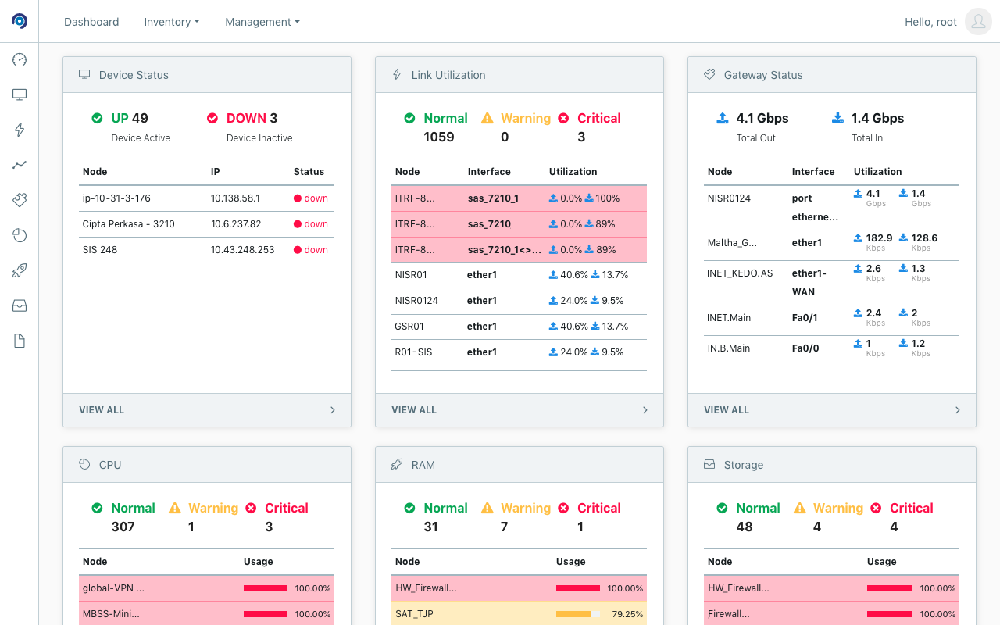 Dashboard Inventory Management Hello, root
Device Status
UP 49 DOWN 3
Device Active Device Inactive
Node IP Status
ip-10-31-3-176 10.138.58.1 down
Cipta Perkasa - 3210 10.6.237.82 down
SIS 248 10.43.248.253 down
VIEW ALL
Link Utilization
Normal Warning Critical
1059 0 3
Node Interface Utilization
ITRF-8... sas_7210_1 0.0% 100%
ITRF-8... sas_7210 0.0% 89%
ITRF-8... sas_7210_1<>... 0.0% 89%
NISR01 ether1 40.6% 13.7%
NISR0124 ether1 24.0% 9.5%
GSR01 ether1 40.6% 13.7%
R01-SIS ether1 24.0% 9.5%
VIEW ALL
Gateway Status
4.1 Gbps 1.4 Gbps
Total Out Total In
Node Interface Utilization
NISR0124 port etherne... 4.1 Gbps 1.4 Gbps
Maltha_G... ether1 182.9 Kbps 128.6 Kbps
INET_KEDO.AS ether1-WAN 2.6 Kbps 1.3 Kbps
INET.Main Fa0/1 2.4 Kbps 2 Kbps
IN.B.Main Fa0/0 1 Kbps 1.2 Kbps
VIEW ALL
CPU
Normal Warning Critical
307 1 3
Node Usage
global-VPN ... 100.00%
MBSS-Mini... 100.00%
RAM
Normal Warning Critical
31 7 1
Node Usage
HW_Firewall... 100.00%
SAT_TJP 79.25%
Storage
Normal Warning Critical
48 4 4
Node Usage
HW_Firewall... 100.00%
Firewall... 100.00%